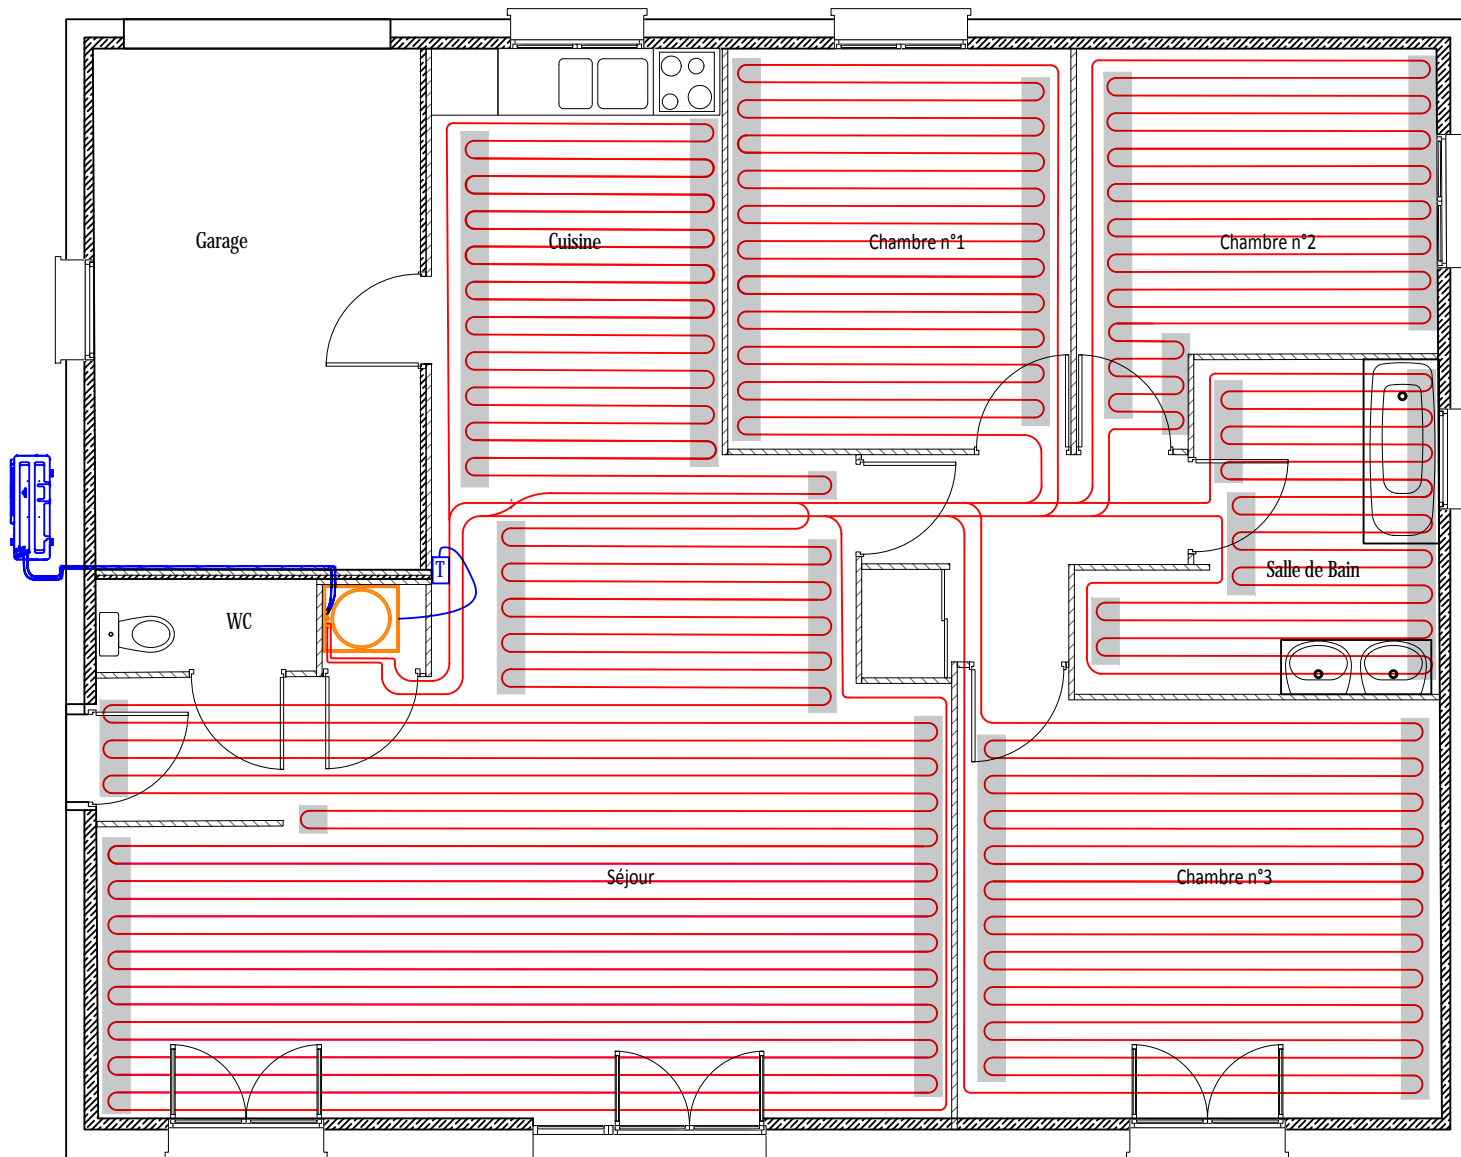 Garage
Cuisine
Chambre n°1
Chambre n°2
T
Salle de Bain
WC
Séjour
Chambre n°3